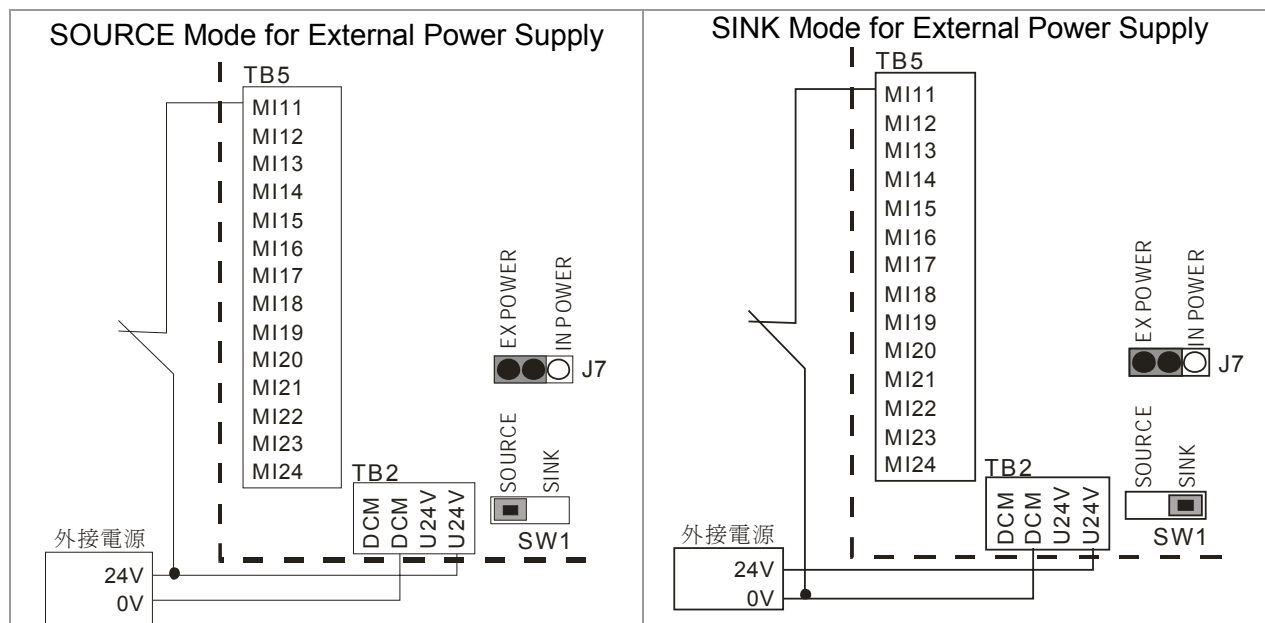 SOURCE Mode for External Power Supply
TB5
MI11
MI12
MI13
MI14
MI15
MI16
MI17
MI18
MI19
MI20
MI21
MI22
MI23
MI24
EX POWER
IN POWER
J7
SOURCE
SINK
SW1
TB2
DCM
DCM
U24V
U24V
外接電源
24V
0V
SINK Mode for External Power Supply
TB5
MI11
MI12
MI13
MI14
MI15
MI16
MI17
MI18
MI19
MI20
MI21
MI22
MI23
MI24
EX POWER
IN POWER
J7
SOURCE
SINK
SW1
TB2
DCM
DCM
U24V
U24V
外接電源
24V
0V